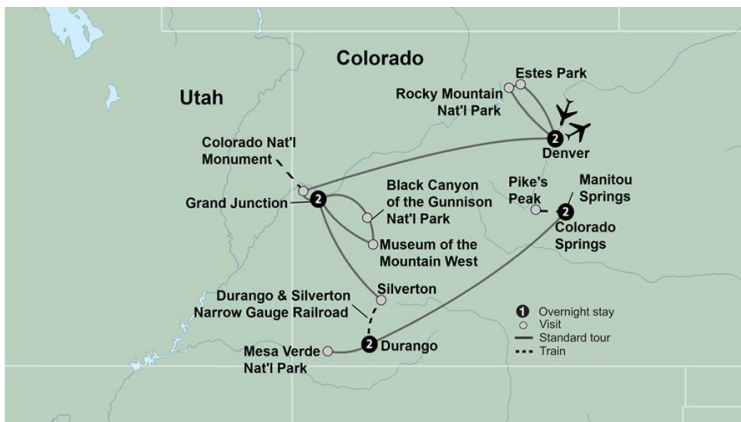 Colorado
Utah
Estes Park
Rocky Mountain
Nat'l Park
2
Denver
Colorado Nat'l
Monument
Grand Junction
2
Black Canyon
of the Gunnison
Nat'l Park
Museum of the
Mountain West
Pike's
Peak
Manitou
Springs
2
Colorado
Springs
Silverton
Durango & Silverton
Narrow Gauge Railroad
Mesa Verde
Nat'l Park
2
Durango
1 Overnight stay
Visit
Standard tour
Train